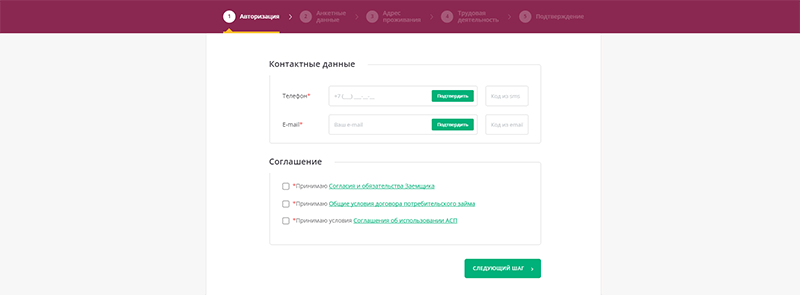 1 Авторизация
2 Анкетные
данные
3 Адрес
проживания
4 Трудовая
деятельность
5 Подтверждение
Контактные данные
Телефон*
+7 (___) ___-__-__ Подтвердить Код из sms
E-mail*
Ваш e-mail Подтвердить Код из email
Соглашение
*Принимаю Согласия и обязательства Заемщика
*Принимаю Общие условия договора потребительского займа
*Принимаю условия Соглашения об использовании АСП
СЛЕДУЮЩИЙ ШАГ